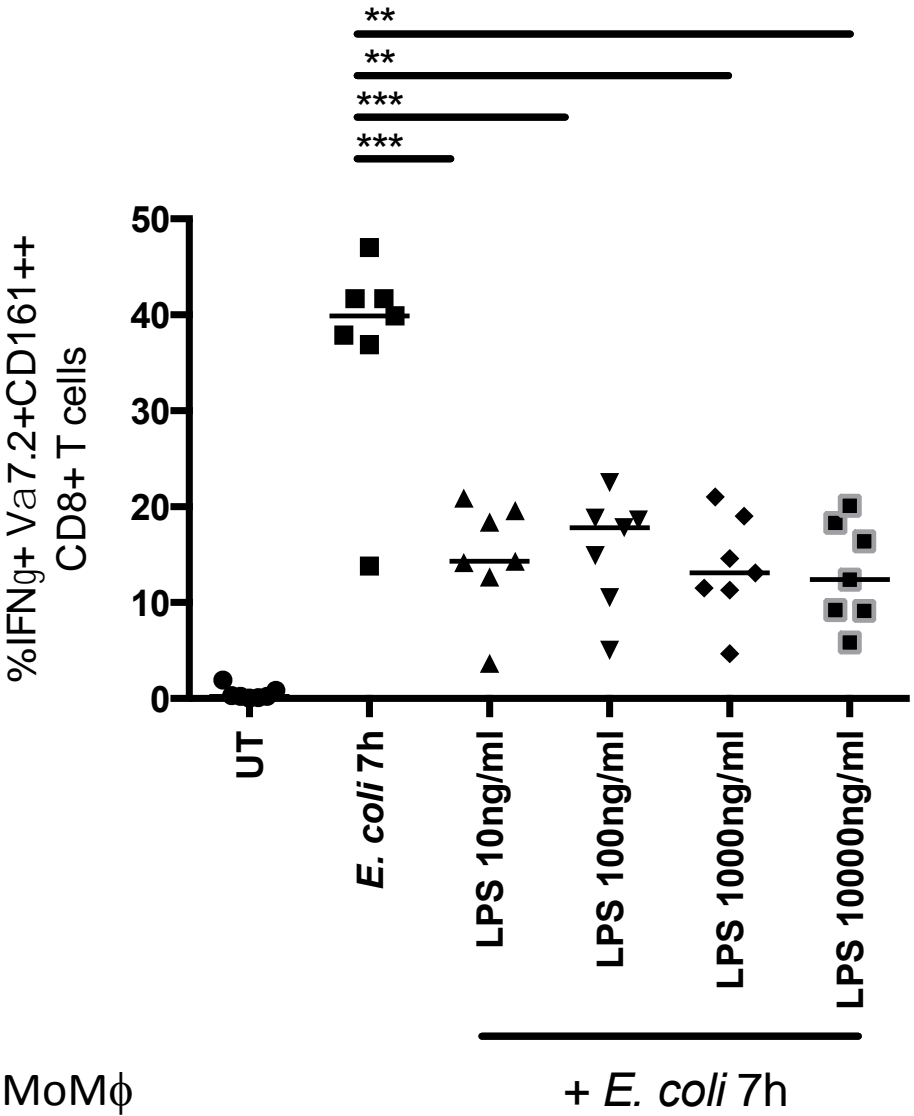 **
**
***
***
%IFNg+ Va7.2+CD161++
CD8+ T cells
50
40
30
20
10
0
UT
E. coli 7h
LPS 10ng/ml
LPS 100ng/ml
LPS 1000ng/ml
LPS 10000ng/ml
MoMϕ
+ E. coli 7h